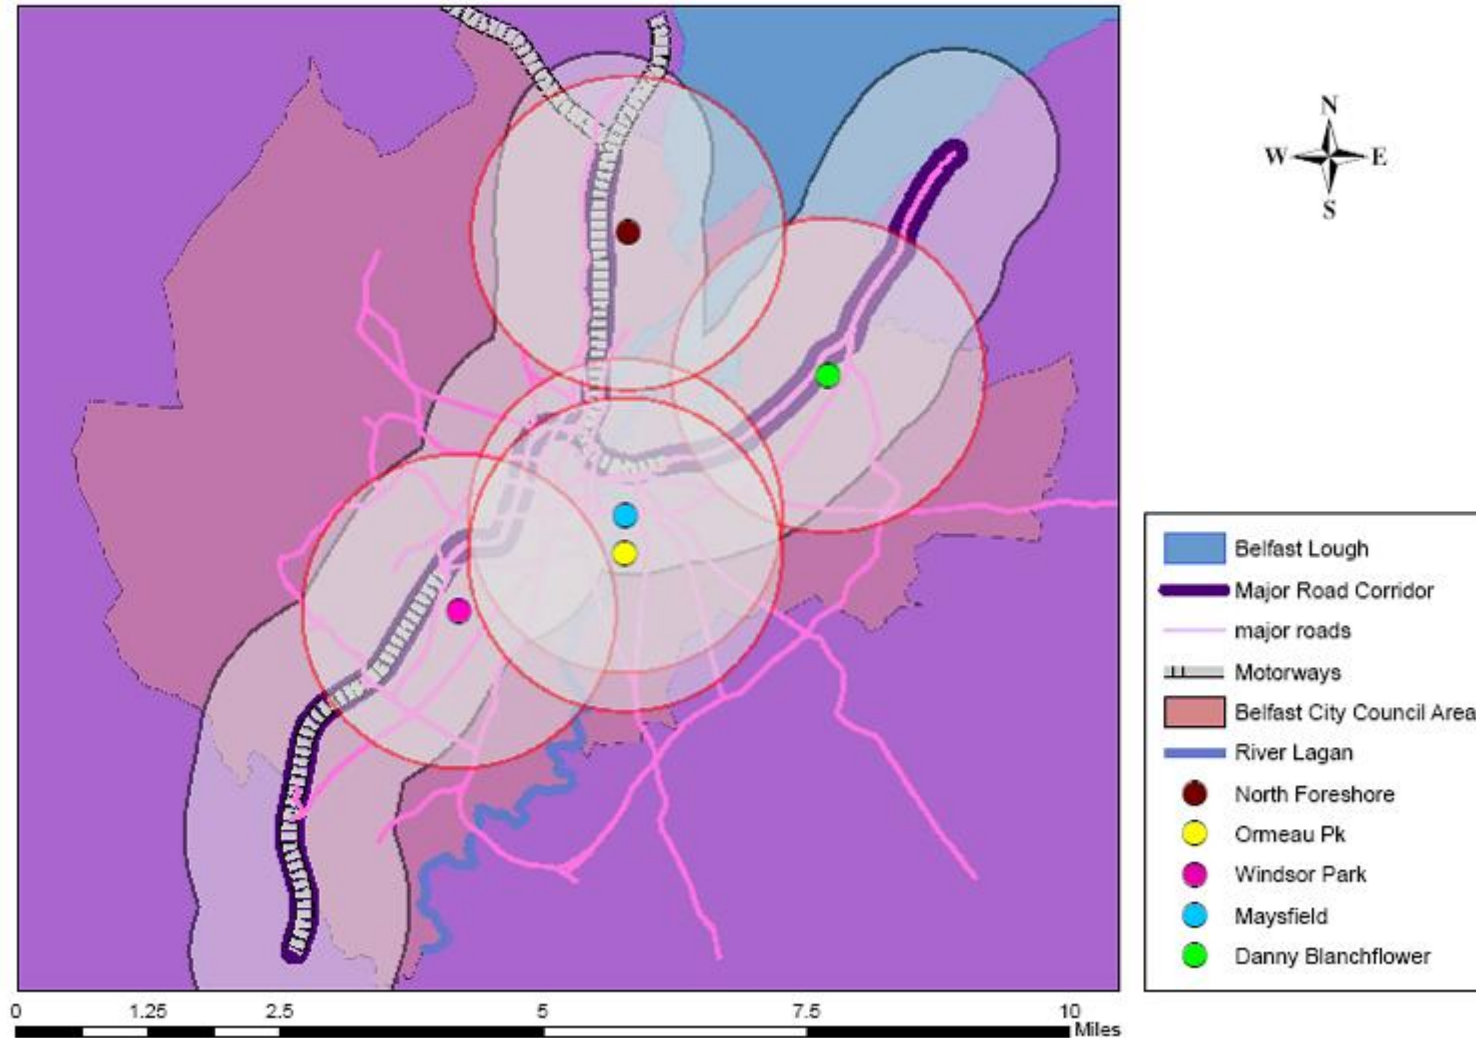 N
W E
S
Belfast Lough
Major Road Corridor
major roads
Motorways
Belfast City Council Area
River Lagan
North Foreshore
Ormeau Pk
Windsor Park
Maysfield
Danny Blanchflower
0 1.25 2.5 5 7.5 10
Miles